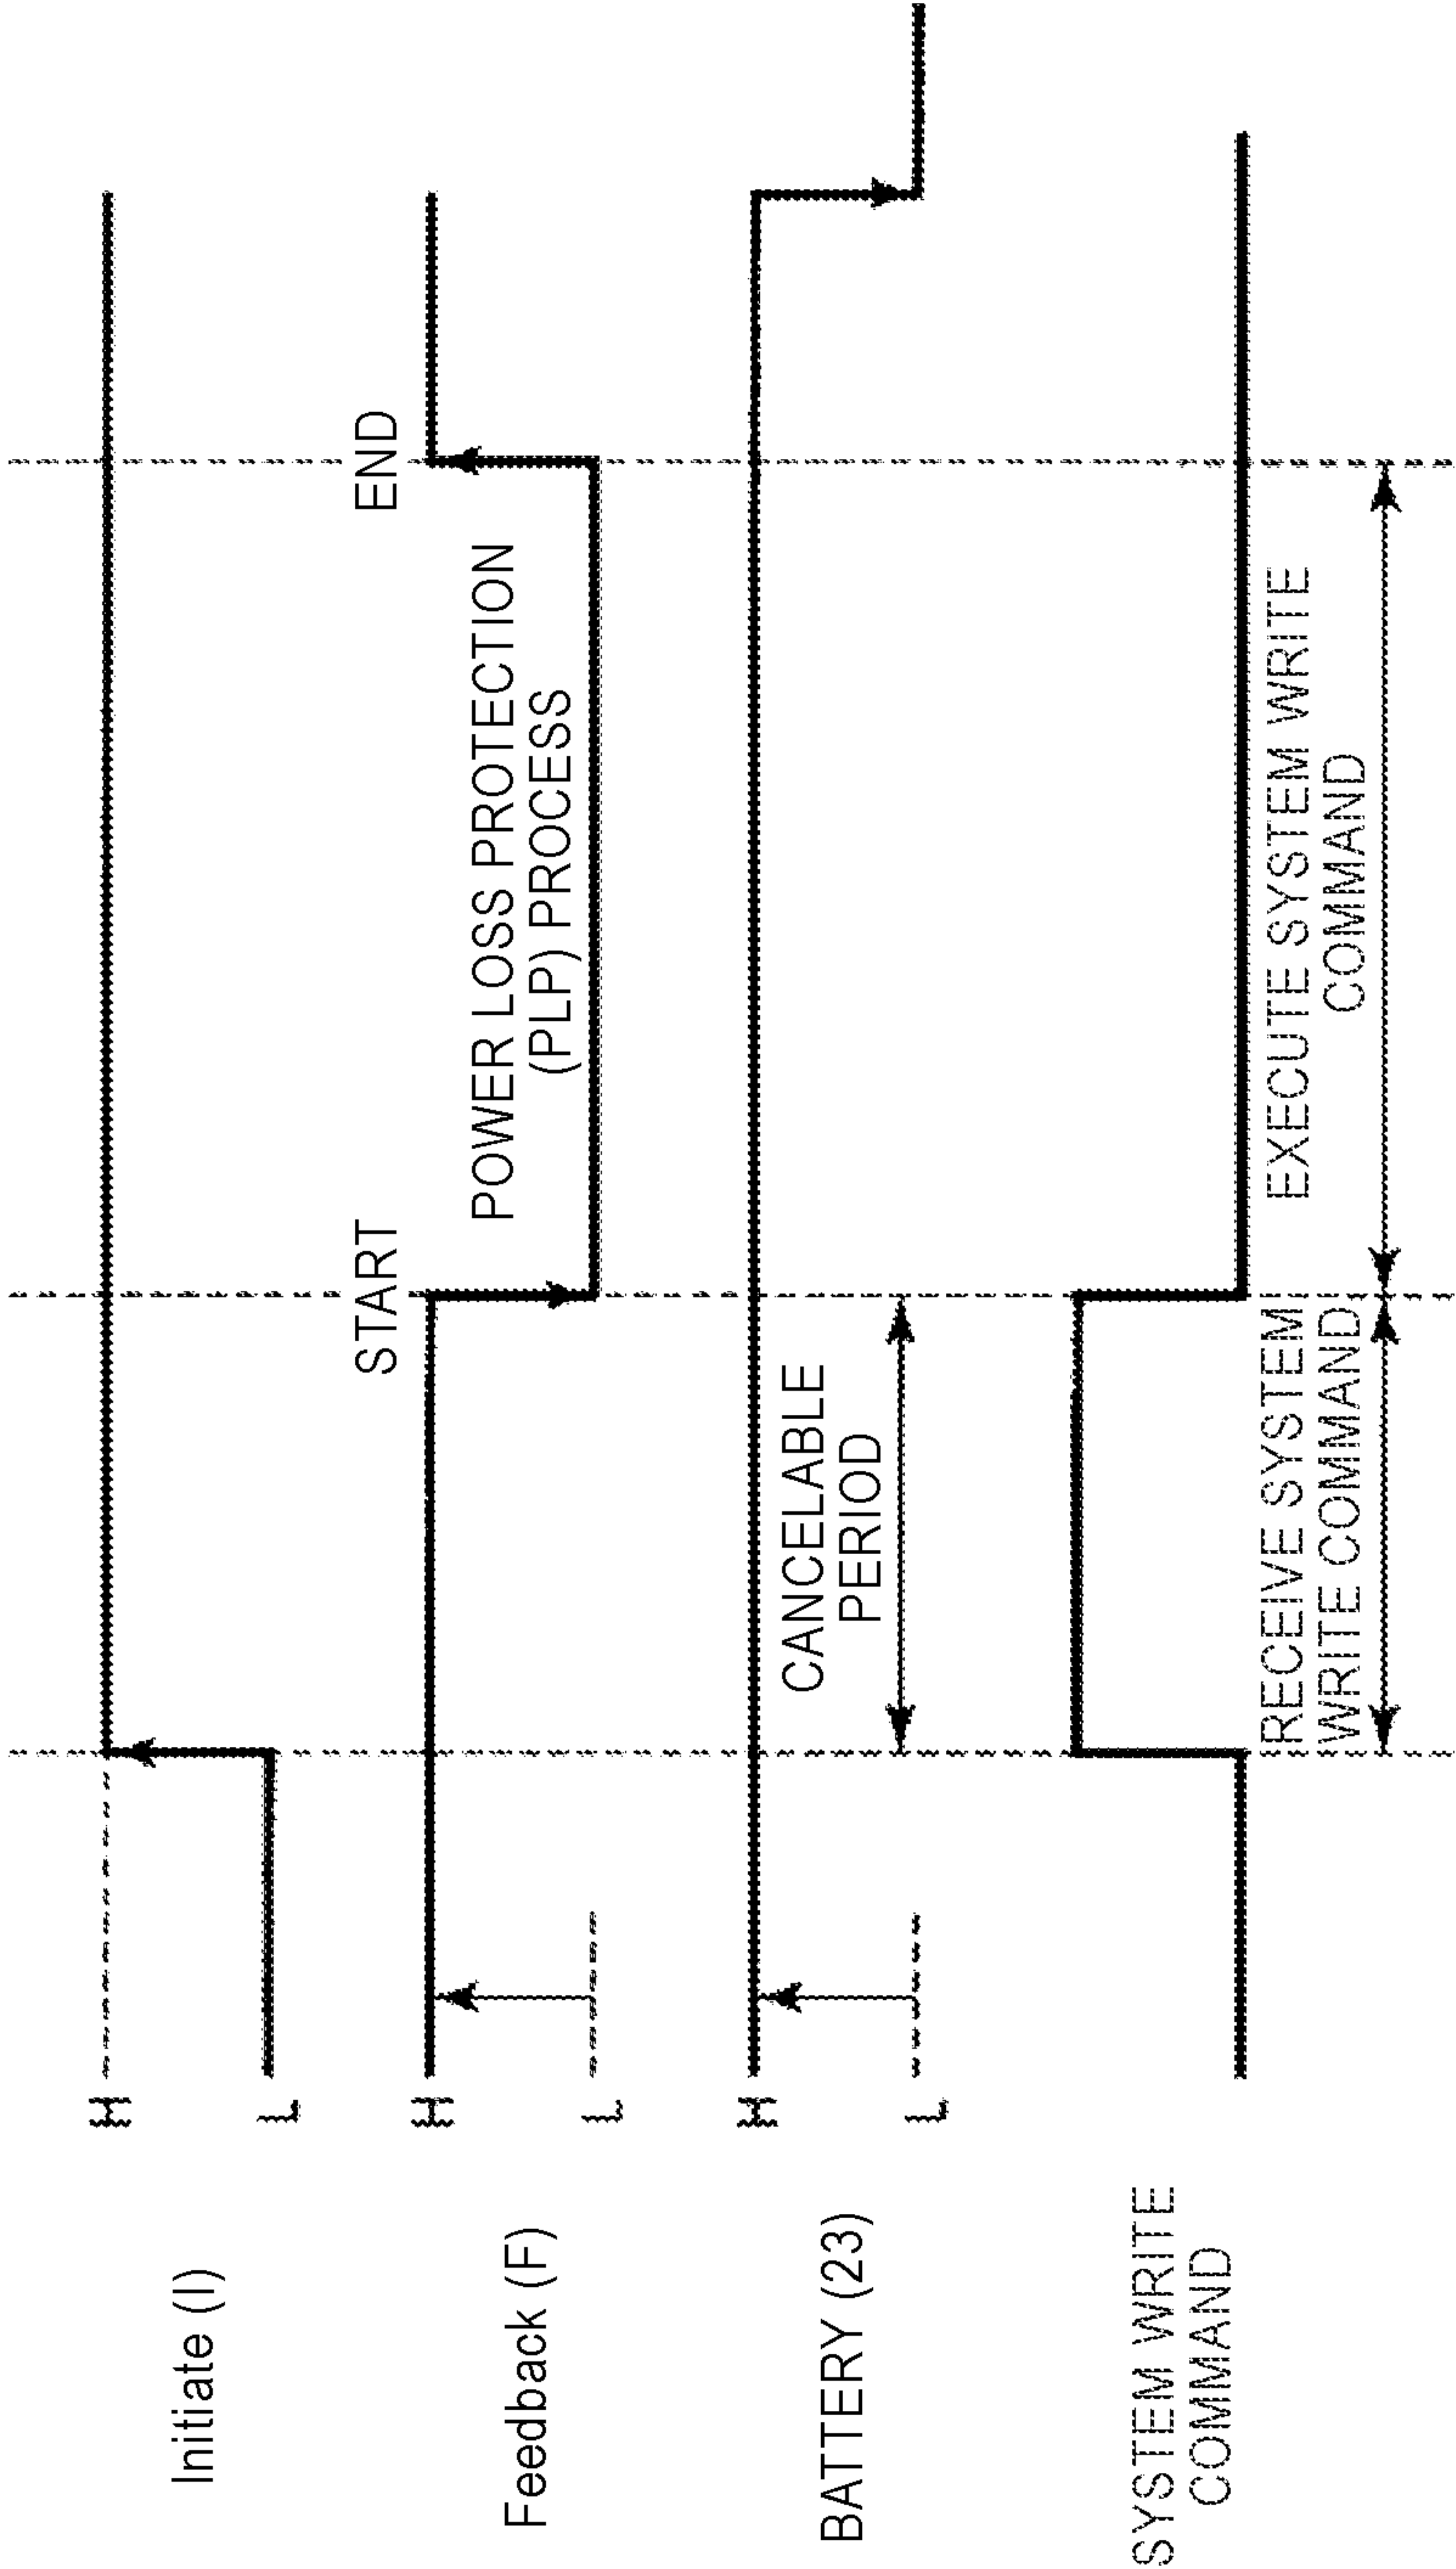 Initiate (I)
H
L
Feedback (F)
H
L
START
END
POWER LOSS PROTECTION
(PLP) PROCESS
BATTERY (23)
H
L
CANCELABLE
PERIOD
SYSTEM WRITE
COMMAND
RECEIVE SYSTEM
WRITE COMMAND
EXECUTE SYSTEM WRITE
COMMAND